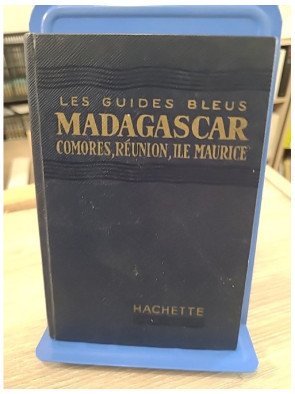 LES GUIDES BLEUS
MADAGASCAR
COMORES, RÉUNION, ILE MAURICE
HACHETTE